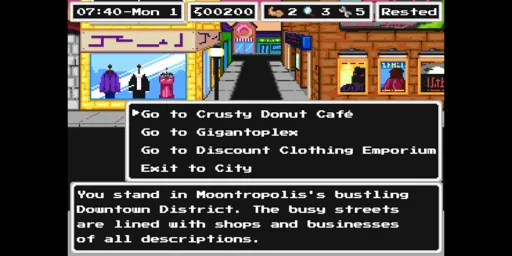 07:40-Mon 1
ʒ00200
2 3 5
Rested
Go to Crusty Donut Café
Go to Gigantoplex
Go to Discount Clothing Emporium
Exit to City
You stand in Moontropolis's bustling
Downtown District. The busy streets
are lined with shops and businesses
of all descriptions.